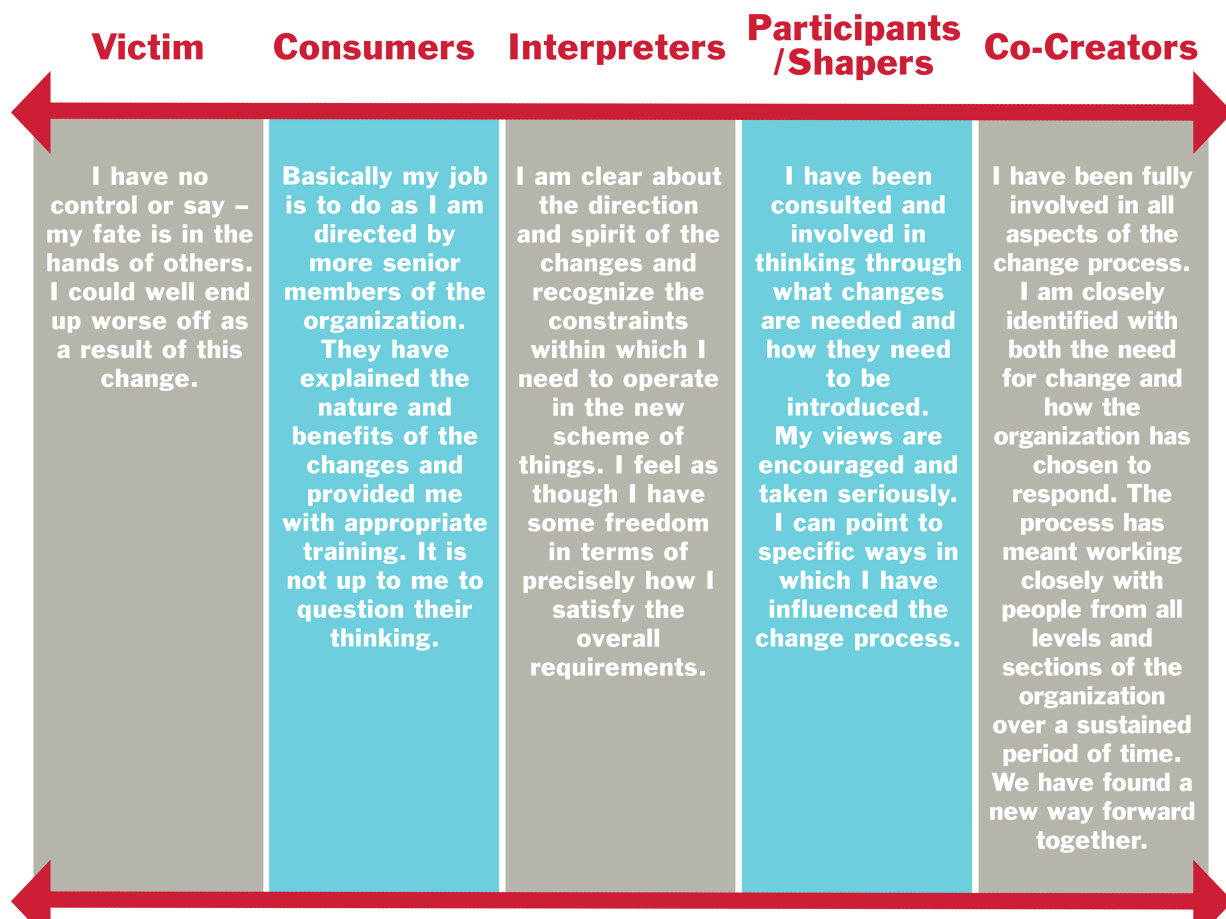 Victim
Consumers
Interpreters
Participants
/Shapers
Co-Creators
I have no
control or say –
my fate is in the
hands of others.
I could well end
up worse off as
a result of this
change.
Basically my job
is to do as I am
directed by
more senior
members of the
organization.
They have
explained the
nature and
benefits of the
changes and
provided me
with appropriate
training. It is
not up to me to
question their
thinking.
I am clear about
the direction
and spirit of the
changes and
recognize the
constraints
within which I
need to operate
in the new
scheme of
things. I feel as
though I have
some freedom
in terms of
precisely how I
satisfy the
overall
requirements.
I have been
consulted and
involved in
thinking through
what changes
are needed and
how they need
to be
introduced.
My views are
encouraged and
taken seriously.
I can point to
specific ways in
which I have
influenced the
change process.
I have been fully
involved in all
aspects of the
change process.
I am closely
identified with
both the need
for change and
how the
organization has
chosen to
respond. The
process has
meant working
closely with
people from all
levels and
sections of the
organization
over a sustained
period of time.
We have found a
new way forward
together.